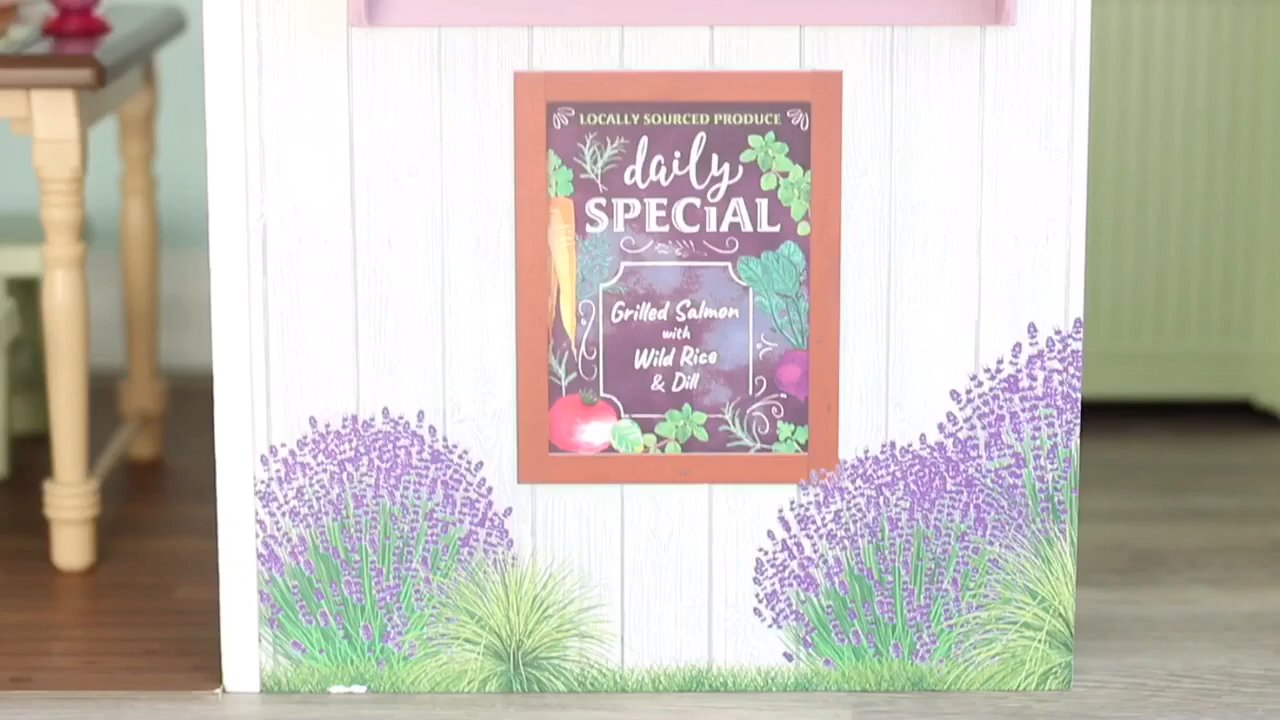 LOCALLY SOURCED PRODUCE
daily
SPECiAL
Grilled Salmon
with
Wild Rice
& Dill